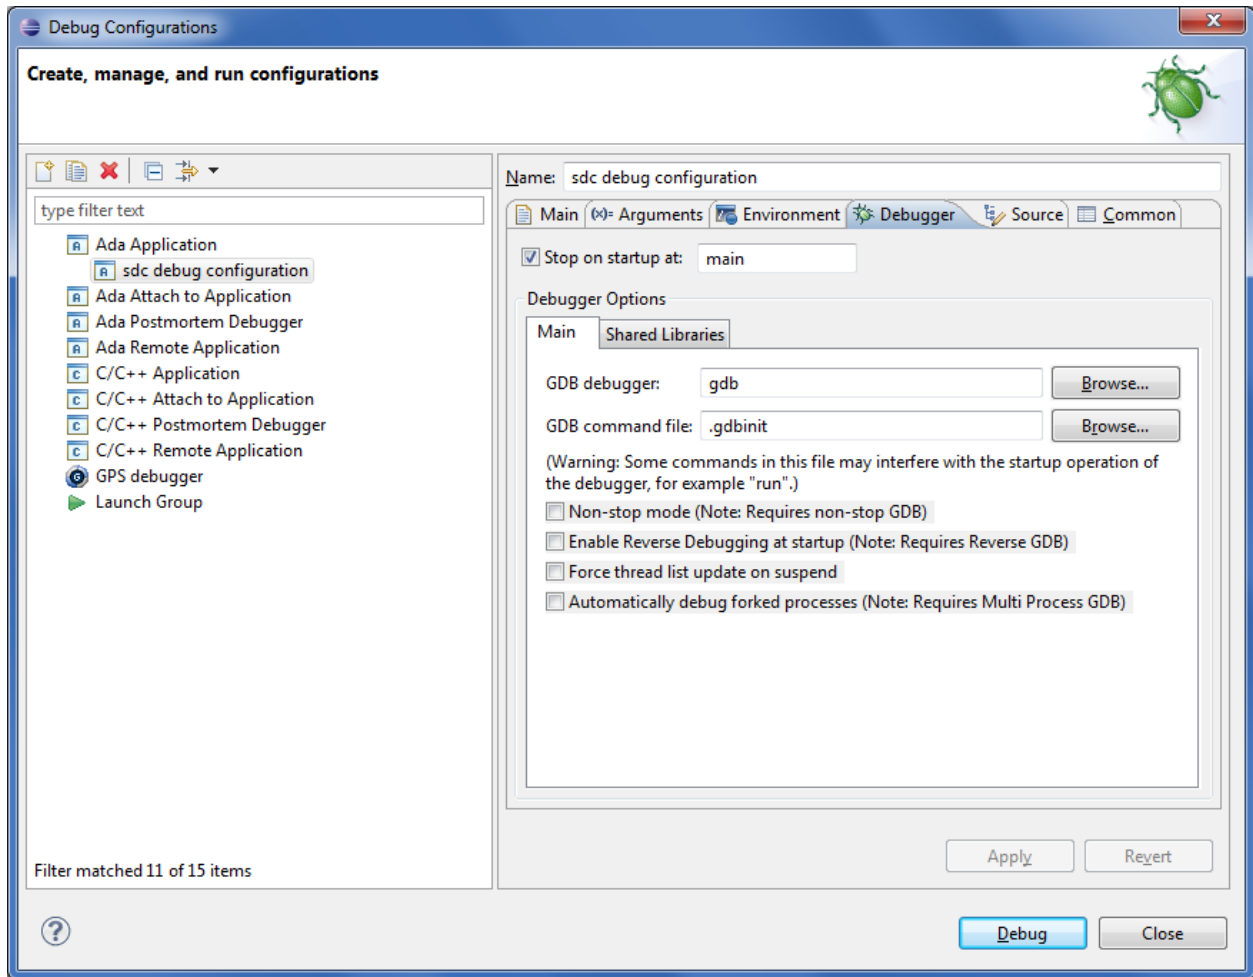 Debug Configurations
Create, manage, and run configurations
type filter text
Ada Application
sdc debug configuration
Ada Attach to Application
Ada Postmortem Debugger
Ada Remote Application
C/C++ Application
C/C++ Attach to Application
C/C++ Postmortem Debugger
C/C++ Remote Application
GPS debugger
Launch Group
Filter matched 11 of 15 items
Name: sdc debug configuration
Main (x)= Arguments Environment Debugger Source Common
Stop on startup at: main
Debugger Options
Main Shared Libraries
GDB debugger: gdb Browse...
GDB command file: .gdbinit Browse...
(Warning: Some commands in this file may interfere with the startup operation of
the debugger, for example "run".)
Non-stop mode (Note: Requires non-stop GDB)
Enable Reverse Debugging at startup (Note: Requires Reverse GDB)
Force thread list update on suspend
Automatically debug forked processes (Note: Requires Multi Process GDB)
Apply Revert
Debug Close